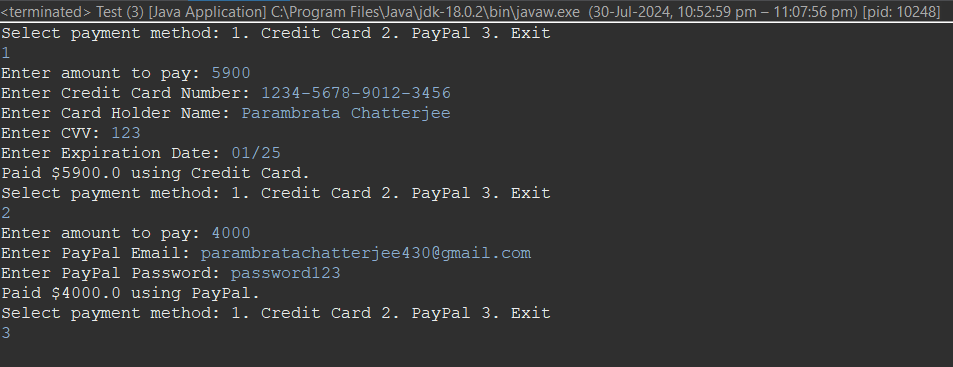 <terminated> Test (3) [Java Application] C:\Program Files\Java\jdk-18.0.2\bin\javaw.exe (30-Jul-2024, 10:52:59 pm – 11:07:56 pm) [pid: 10248]
Select payment method: 1. Credit Card 2. PayPal 3. Exit
1
Enter amount to pay: 5900
Enter Credit Card Number: 1234-5678-9012-3456
Enter Card Holder Name: Parambrata Chatterjee
Enter CVV: 123
Enter Expiration Date: 01/25
Paid $5900.0 using Credit Card.
Select payment method: 1. Credit Card 2. PayPal 3. Exit
2
Enter amount to pay: 4000
Enter PayPal Email: parambratachatterjee430@gmail.com
Enter PayPal Password: password123
Paid $4000.0 using PayPal.
Select payment method: 1. Credit Card 2. PayPal 3. Exit
3